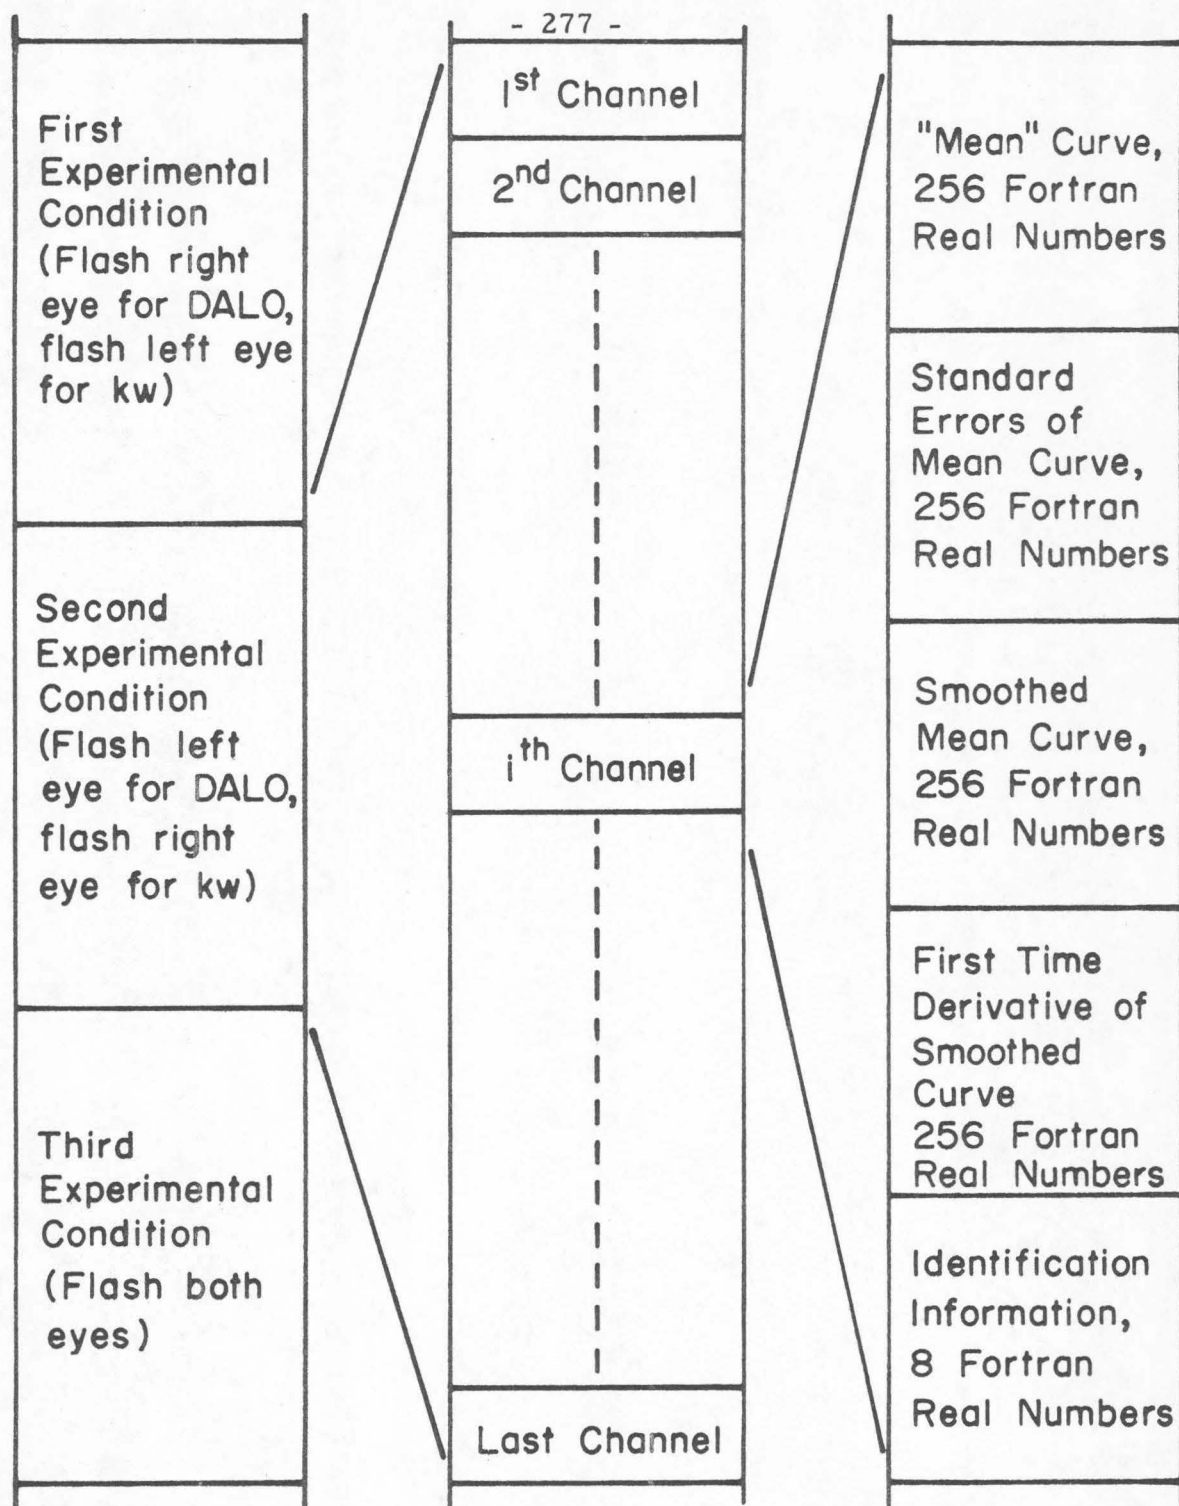 - 277 -
First
Experimental
Condition
(Flash right
eye for DALO,
flash left eye
for kw)
Second
Experimental
Condition
(Flash left
eye for DALO,
flash right
eye for kw)
Third
Experimental
Condition
(Flash both
eyes)
1st Channel
2nd Channel
ith Channel
Last Channel
"Mean" Curve,
256 Fortran
Real Numbers
Standard
Errors of
Mean Curve,
256 Fortran
Real Numbers
Smoothed
Mean Curve,
256 Fortran
Real Numbers
First Time
Derivative of
Smoothed
Curve
256 Fortran
Real Numbers
Identification
Information,
8 Fortran
Real Numbers